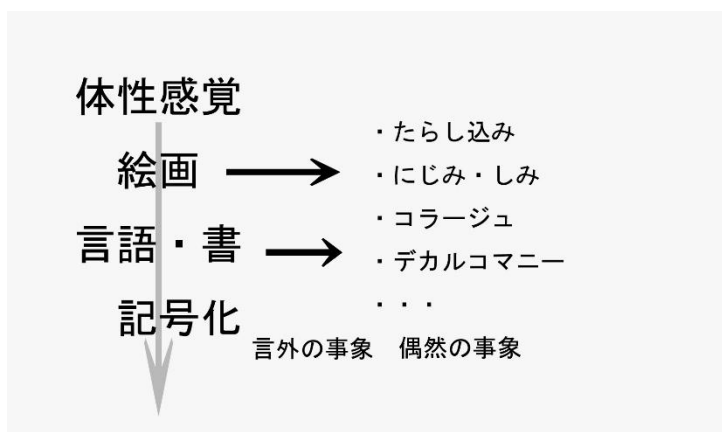 体性感覚
絵画
言語・書
記号化
・たらし込み
・にじみ・しみ
・コラージュ
・デカルコマニー
・・・
言外の事象　偶然の事象